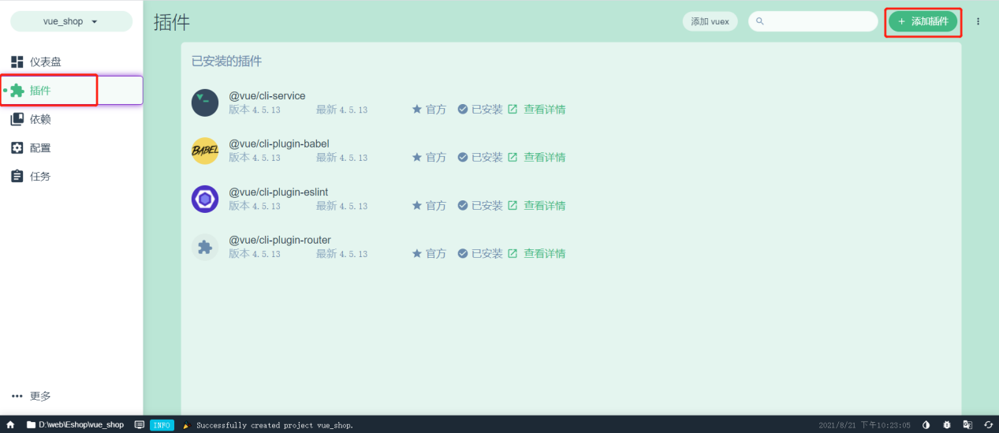 vue_shop
插件
添加 vuex
添加插件
仪表盘
插件
依赖
配置
任务
更多
已安装的插件
@vue/cli-service
版本 4.5.13 最新 4.5.13 官方 已安装 查看详情
BABEL
@vue/cli-plugin-babel
版本 4.5.13 最新 4.5.13 官方 已安装 查看详情
@vue/cli-plugin-eslint
版本 4.5.13 最新 4.5.13 官方 已安装 查看详情
@vue/cli-plugin-router
版本 4.5.13 最新 4.5.13 官方 已安装 查看详情
D:\web\Eshop\vue_shop INFO Successfully created project vue_shop. 2021/8/21 下午10:23:05